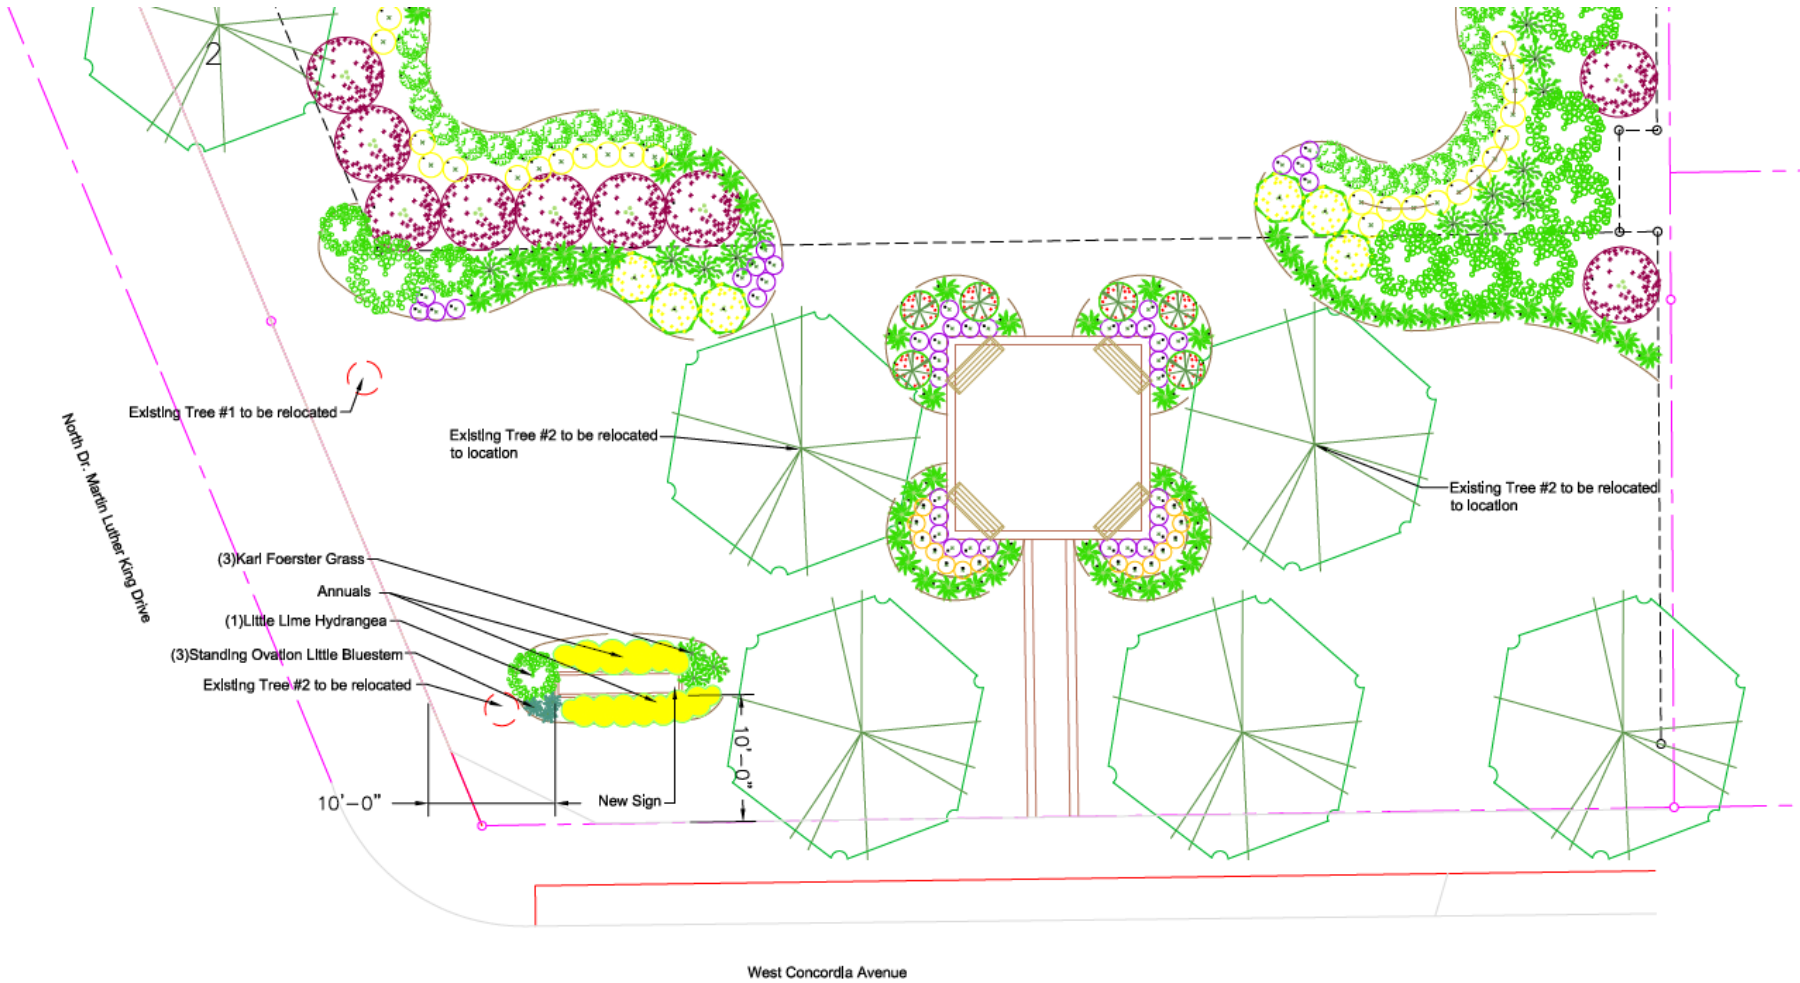 2
Existing Tree #1 to be relocated
North Dr. Martin Luther King Drive
Existing Tree #2 to be relocated
to location
Existing Tree #2 to be relocated
to location
(3)Karl Foerster Grass
Annuals
(1)Little Lime Hydrangea
(3)Standing Ovation Little Bluestem
Existing Tree #2 to be relocated
10'-0"
10'-0"
New Sign
West Concordia Avenue